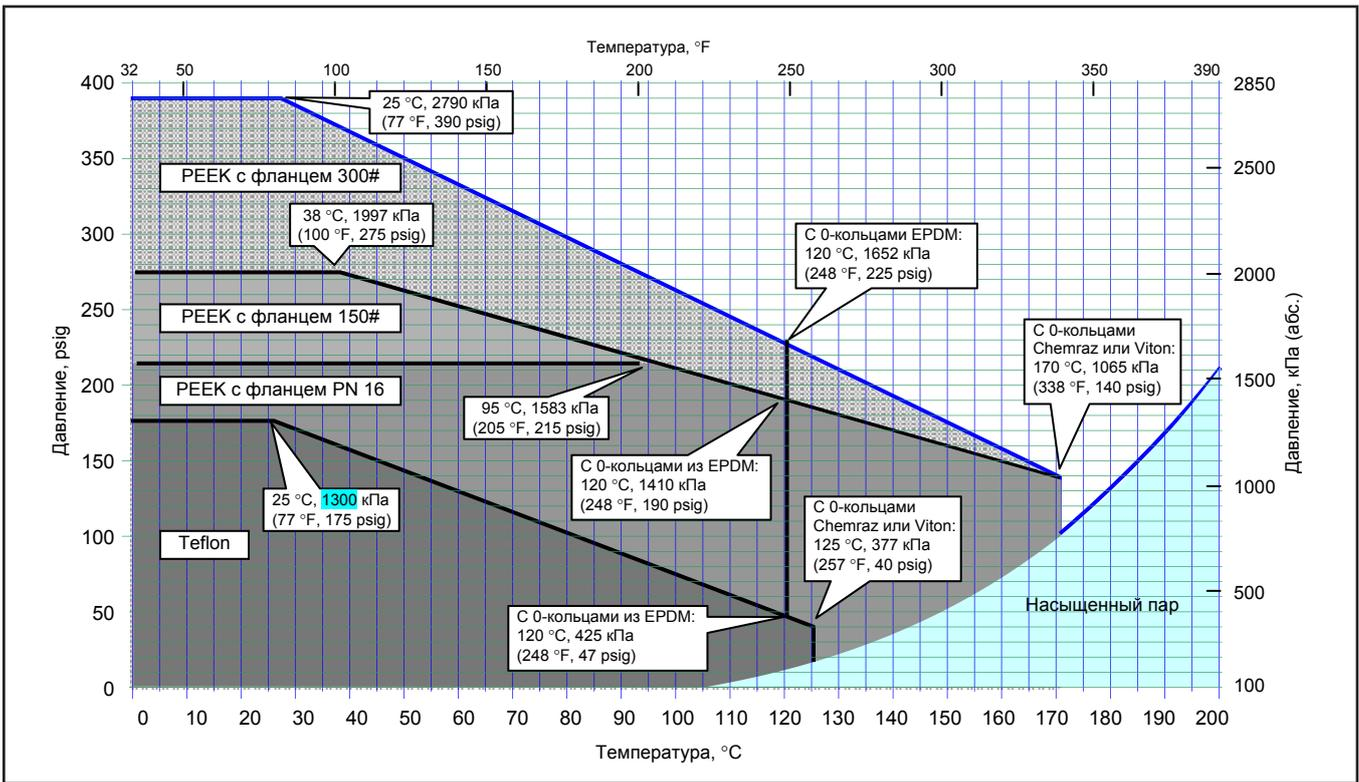 Температура, °F
32 50 100 150 200 250 300 350 390
400 2850
25 °C, 2790 кПа
(77 °F, 390 psig)
350 2500
PEEK с фланцем 300#
38 °C, 1997 кПа
(100 °F, 275 psig)
С 0-кольцами EPDM:
120 °C, 1652 кПа
(248 °F, 225 psig)
300
2000
250
PEEK с фланцем 150#
С 0-кольцами
Chemraz или Viton:
170 °C, 1065 кПа
(338 °F, 140 psig)
Давление, psig
Давление, кПа (абс.)
200
1500
PEEK с фланцем PN 16
95 °C, 1583 кПа
(205 °F, 215 psig)
150
С 0-кольцами из EPDM:
120 °C, 1410 кПа
(248 °F, 190 psig)
1000
25 °C, 1300 кПа
(77 °F, 175 psig)
С 0-кольцами
Chemraz или Viton:
125 °C, 377 кПа
(257 °F, 40 psig)
100
Teflon
500
50
С 0-кольцами из EPDM:
120 °C, 425 кПа
(248 °F, 47 psig)
Насыщенный пар
0 100
0 10 20 30 40 50 60 70 80 90 100 110 120 130 140 150 160 170 180 190 200
Температура, °C